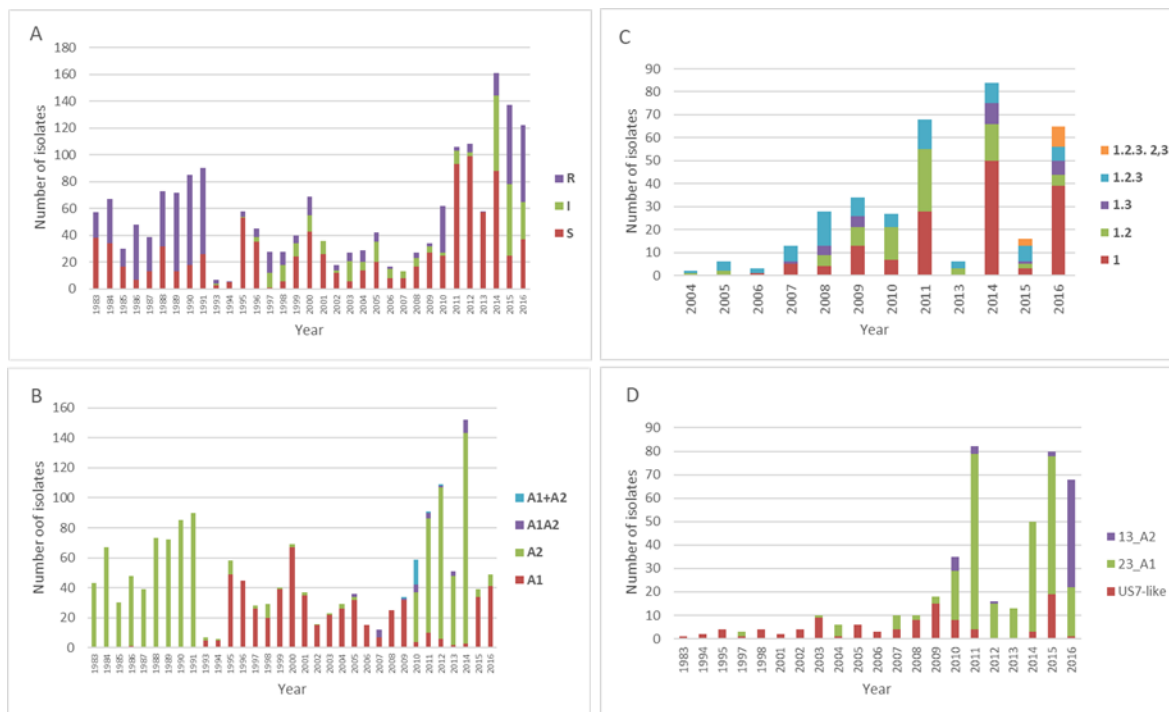 A
180
160
140
120
100
80
60
40
20
0
Number of isolates
1983 1984 1985 1986 1987 1988 1989 1990 1991 1993 1994 1995 1996 1997 1998 1999 2000 2001 2002 2003 2004 2005 2006 2007 2008 2009 2010 2011 2012 2013 2014 2015 2016
Year
R
I
S
C
90
80
70
60
50
40
30
20
10
0
Number of isolates
2004 2005 2006 2007 2008 2009 2010 2011 2013 2014 2015 2016
Year
1.2.3. 2,3
1.2.3
1.3
1.2
1
B
160
140
120
100
80
60
40
20
0
Number oof isolates
1983 1984 1985 1986 1987 1988 1989 1990 1991 1993 1994 1995 1996 1997 1998 1999 2000 2001 2002 2003 2004 2005 2006 2007 2008 2009 2010 2011 2012 2013 2014 2015 2016
Year
A1+A2
A1A2
A2
A1
D
90
80
70
60
50
40
30
20
10
0
Number of isolates
1983 1994 1995 1997 1998 2001 2002 2003 2004 2005 2006 2007 2008 2009 2010 2011 2012 2013 2014 2015 2016
Year
13_A2
23_A1
US7-like